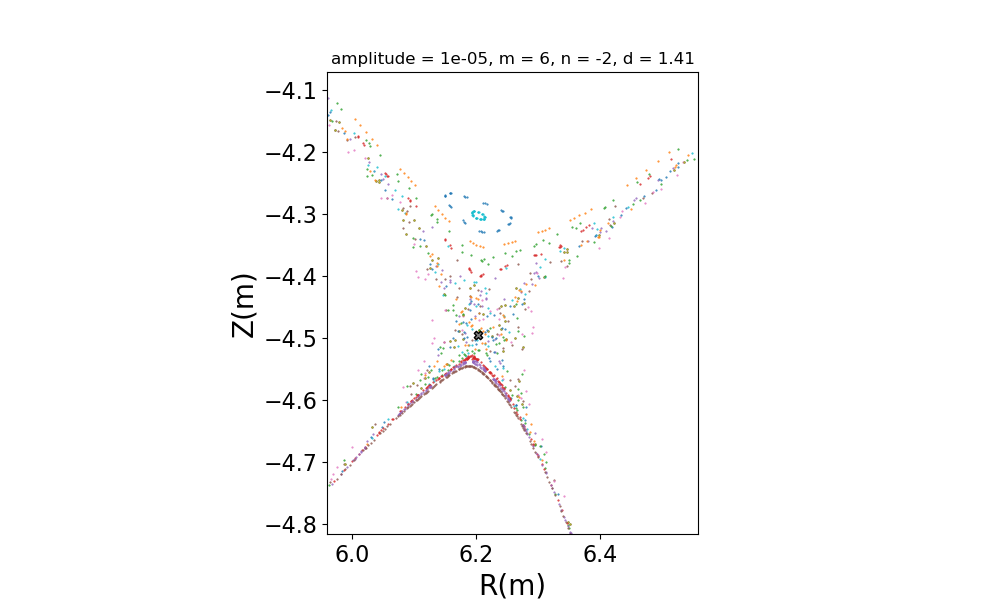 amplitude = 1e-05, m = 6, n = -2, d = 1.41
−4.1
−4.2
−4.3
−4.4
−4.5
−4.6
−4.7
−4.8
Z(m)
6.0 6.2 6.4
R(m)